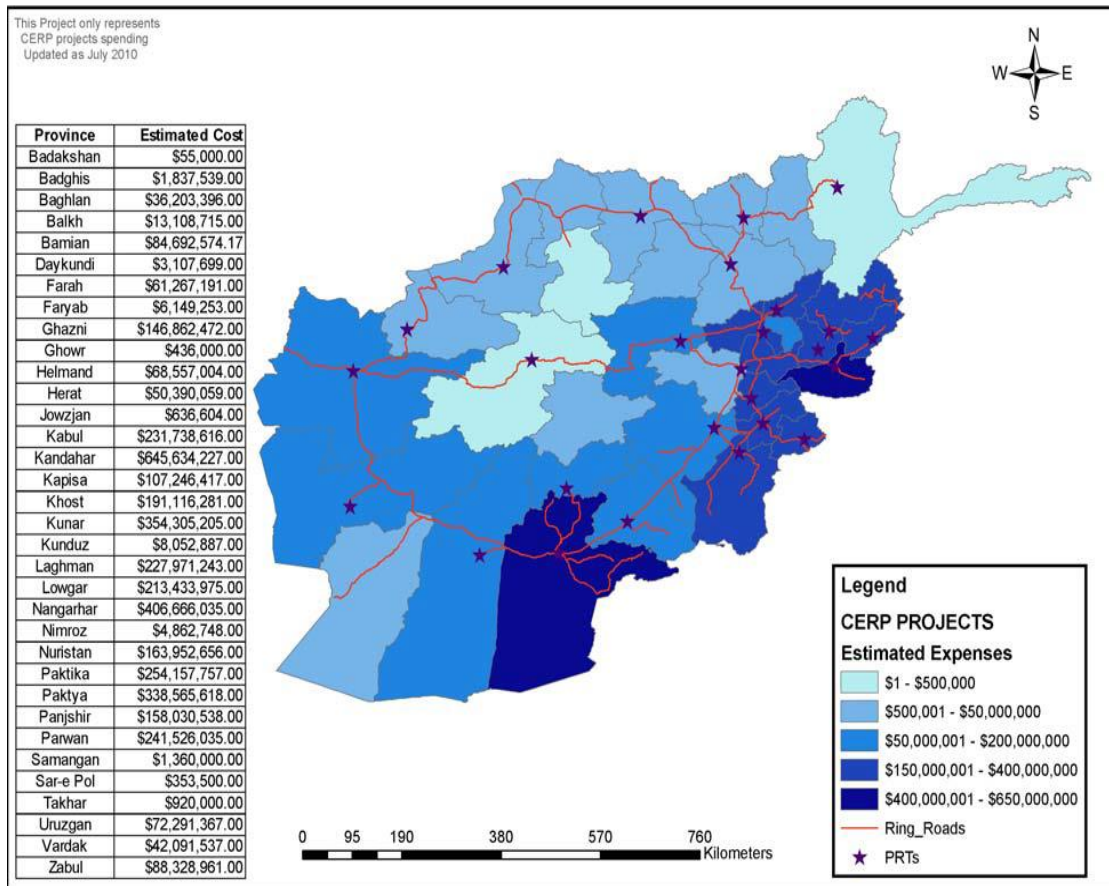 This Project only represents
CERP projects spending
Updated as July 2010
N
W E
S
Province Estimated Cost
Badakshan $55,000.00
Badghis $1,837,539.00
Baghlan $36,203,396.00
Balkh $13,108,715.00
Bamian $84,692,574.17
Daykundi $3,107,699.00
Farah $61,267,191.00
Faryab $6,149,253.00
Ghazni $146,862,472.00
Ghowr $436,000.00
Helmand $68,557,004.00
Herat $50,390,059.00
Jowzjan $636,604.00
Kabul $231,738,616.00
Kandahar $645,634,227.00
Kapisa $107,246,417.00
Khost $191,116,281.00
Kunar $354,305,205.00
Kunduz $8,052,887.00
Laghman $227,971,243.00
Lowgar $213,433,975.00
Nangarhar $406,666,035.00
Nimroz $4,862,748.00
Nuristan $163,952,656.00
Paktika $254,157,757.00
Paktya $338,565,618.00
Panjshir $158,030,538.00
Parwan $241,526,035.00
Samangan $1,360,000.00
Sar-e Pol $353,500.00
Takhar $920,000.00
Uruzgan $72,291,367.00
Vardak $42,091,537.00
Zabul $88,328,961.00
0 95 190 380 570 760
Kilometers
Legend
CERP PROJECTS
Estimated Expenses
$1 - $500,000
$500,001 - $50,000,000
$50,000,001 - $200,000,000
$150,000,001 - $400,000,000
$400,000,001 - $650,000,000
Ring_Roads
PRTs